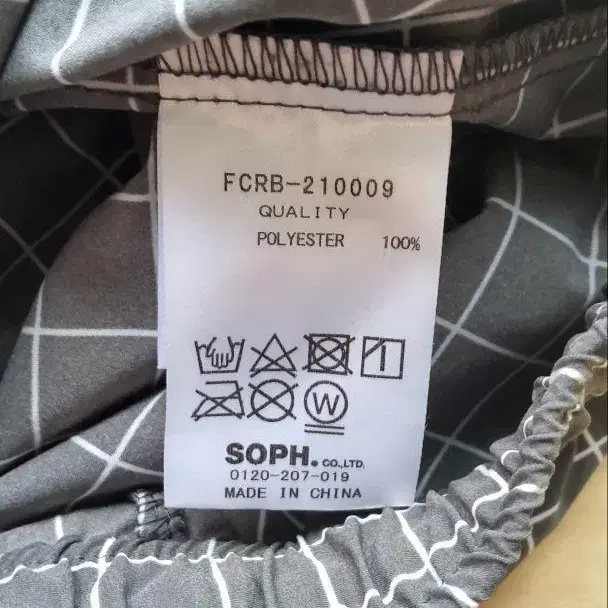 FCRB-210009
QUALITY
POLYESTER 100%
W
SOPH. CO.,LTD.
0120-207-019
MADE IN CHINA